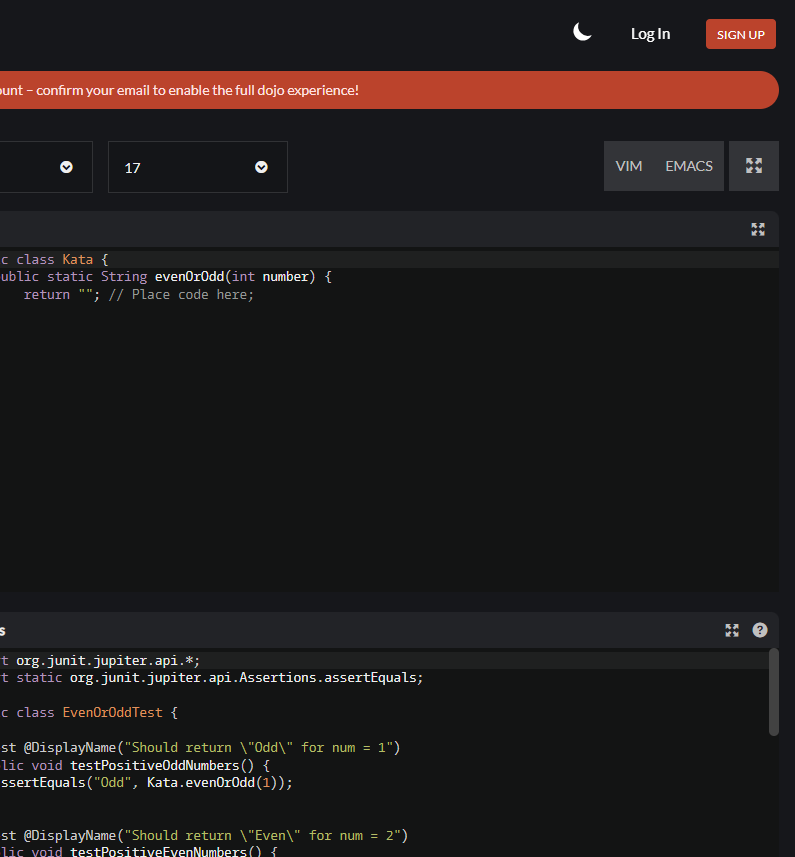 Log In
SIGN UP
ount – confirm your email to enable the full dojo experience!
17
VIM EMACS
c class Kata {
ublic static String evenOrOdd(int number) {
return ""; // Place code here;
s
t org.junit.jupiter.api.*;
t static org.junit.jupiter.api.Assertions.assertEquals;
c class EvenOrOddTest {
st @DisplayName("Should return \"Odd\" for num = 1")
lic void testPositiveOddNumbers() {
ssertEquals("Odd", Kata.evenOrOdd(1));
st @DisplayName("Should return \"Even\" for num = 2")
lic void testPositiveEvenNumbers() {